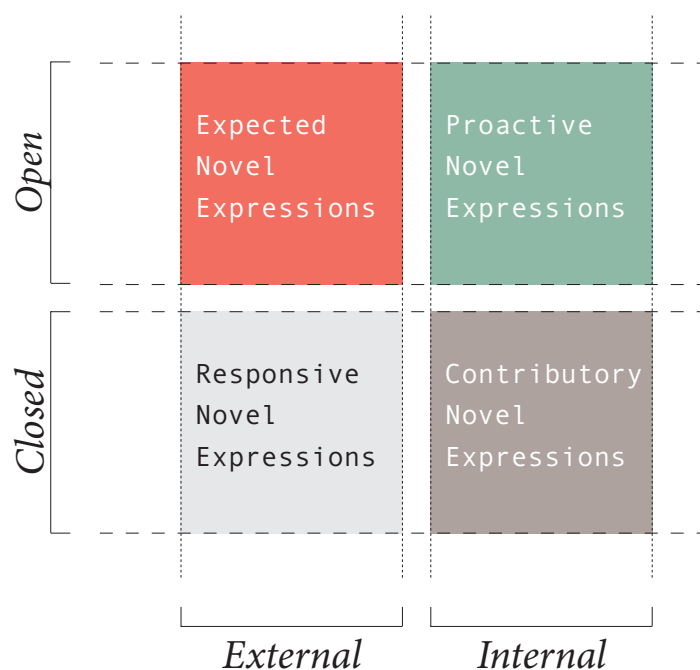 Open
Expected
Novel
Expressions
Proactive
Novel
Expressions
Closed
Responsive
Novel
Expressions
Contributory
Novel
Expressions
External
Internal